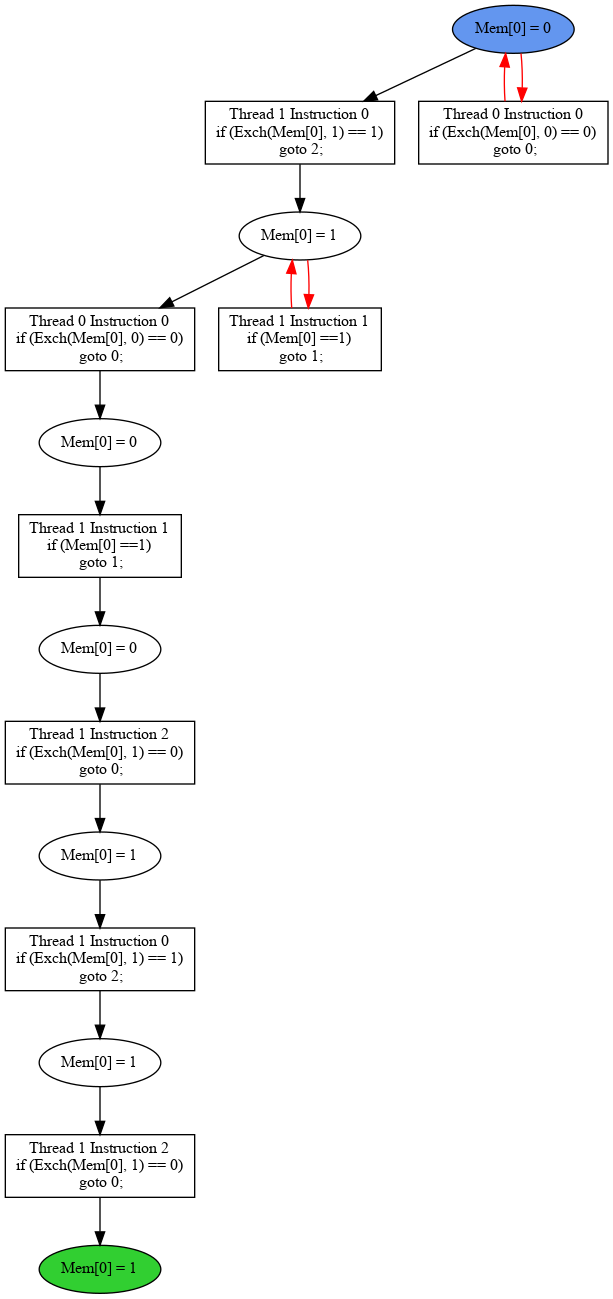 Mem[0] = 0
Thread 1 Instruction 0
if (Exch(Mem[0], 1) == 1)
goto 2;
Thread 0 Instruction 0
if (Exch(Mem[0], 0) == 0)
goto 0;
Mem[0] = 1
Thread 0 Instruction 0
if (Exch(Mem[0], 0) == 0)
goto 0;
Thread 1 Instruction 1
if (Mem[0] ==1)
goto 1;
Mem[0] = 0
Thread 1 Instruction 1
if (Mem[0] ==1)
goto 1;
Mem[0] = 0
Thread 1 Instruction 2
if (Exch(Mem[0], 1) == 0)
goto 0;
Mem[0] = 1
Thread 1 Instruction 0
if (Exch(Mem[0], 1) == 1)
goto 2;
Mem[0] = 1
Thread 1 Instruction 2
if (Exch(Mem[0], 1) == 0)
goto 0;
Mem[0] = 1